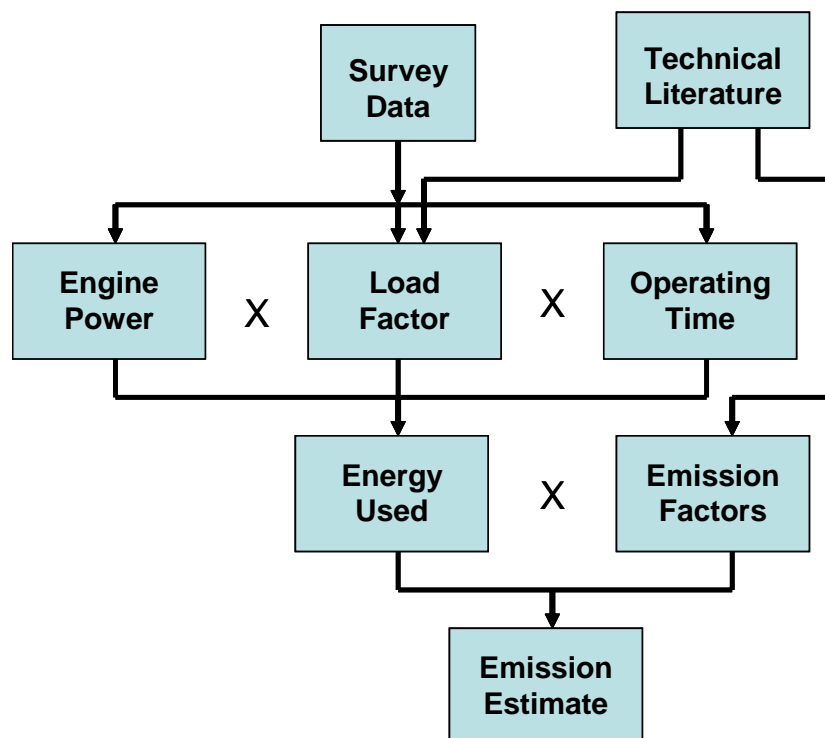 Survey
Data
Technical
Literature
Engine
Power
X
Load
Factor
X
Operating
Time
Energy
Used
X
Emission
Factors
Emission
Estimate